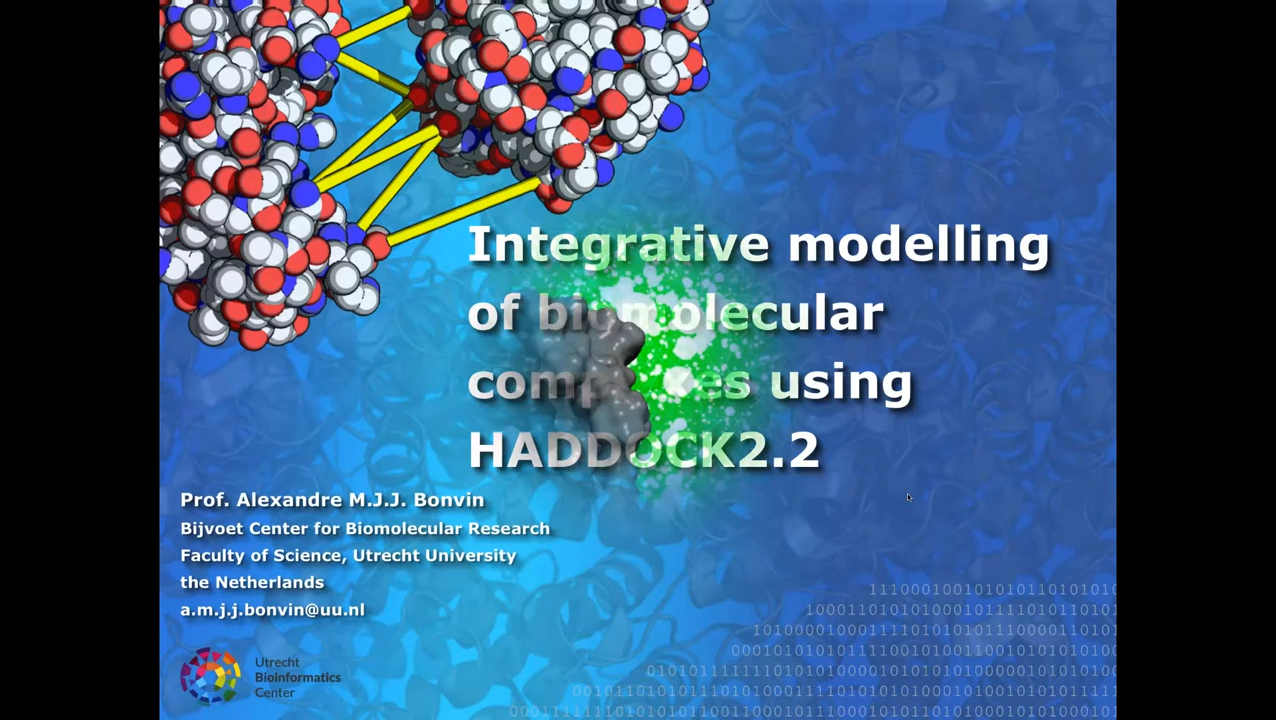 Integrative modelling
of biomolecular
complexes using
HADDOCK2.2
Prof. Alexandre M.J.J. Bonvin
Bijvoet Center for Biomolecular Research
Faculty of Science, Utrecht University
the Netherlands
a.m.j.j.bonvin@uu.nl
Utrecht
Bioinformatics
Center